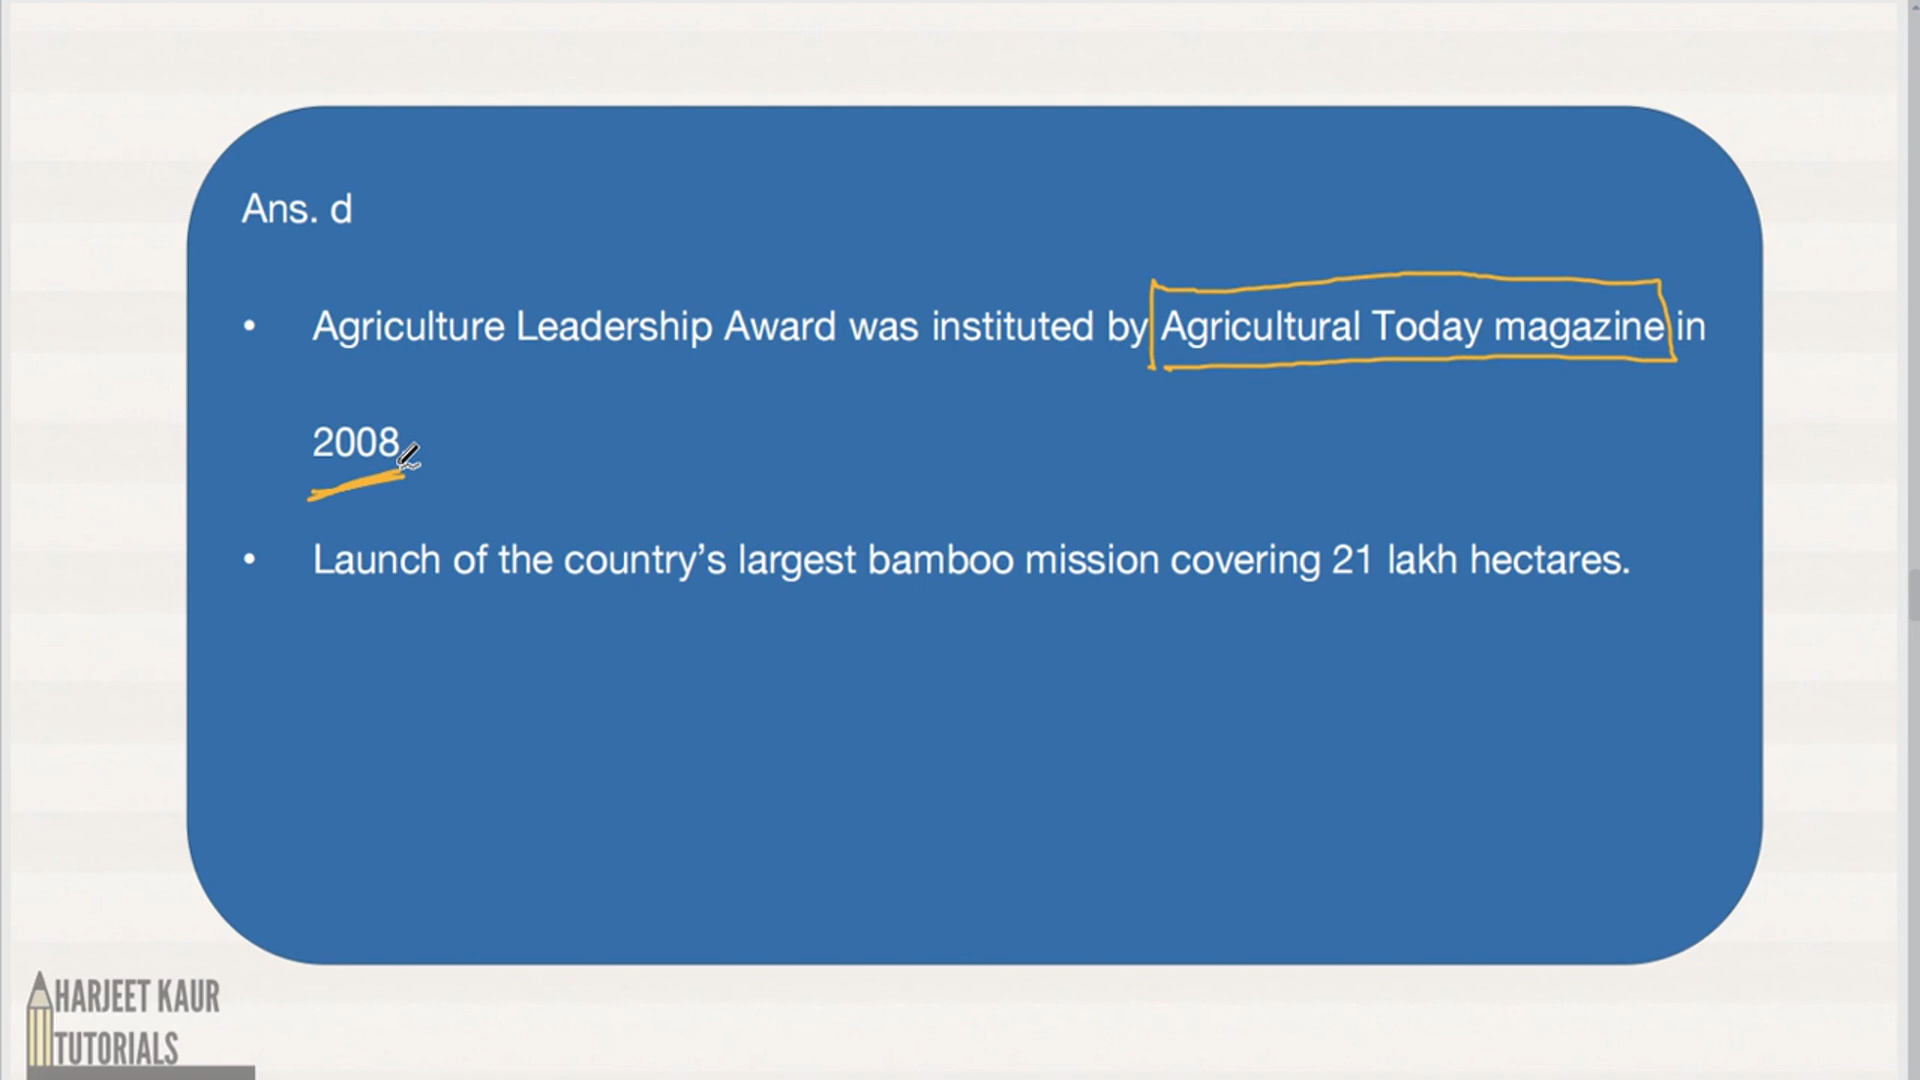 Ans. d
• Agriculture Leadership Award was instituted by Agricultural Today magazine in
2008
• Launch of the country’s largest bamboo mission covering 21 lakh hectares.
HARJEET KAUR
TUTORIALS